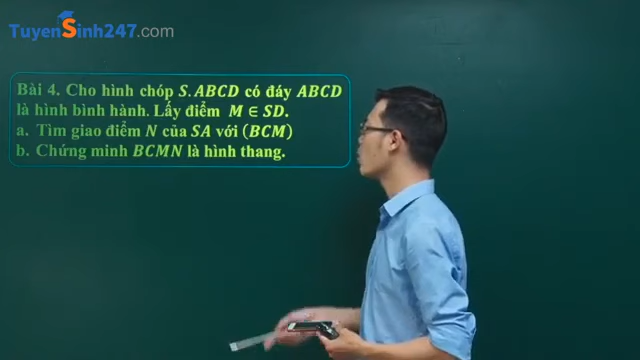 TuyenSinh247.com
Bài 4. Cho hình chóp S.ABCD có đáy ABCD
là hình bình hành. Lấy điểm M ∈ SD.
a. Tìm giao điểm N của SA với (BCM)
b. Chứng minh BCMN là hình thang.